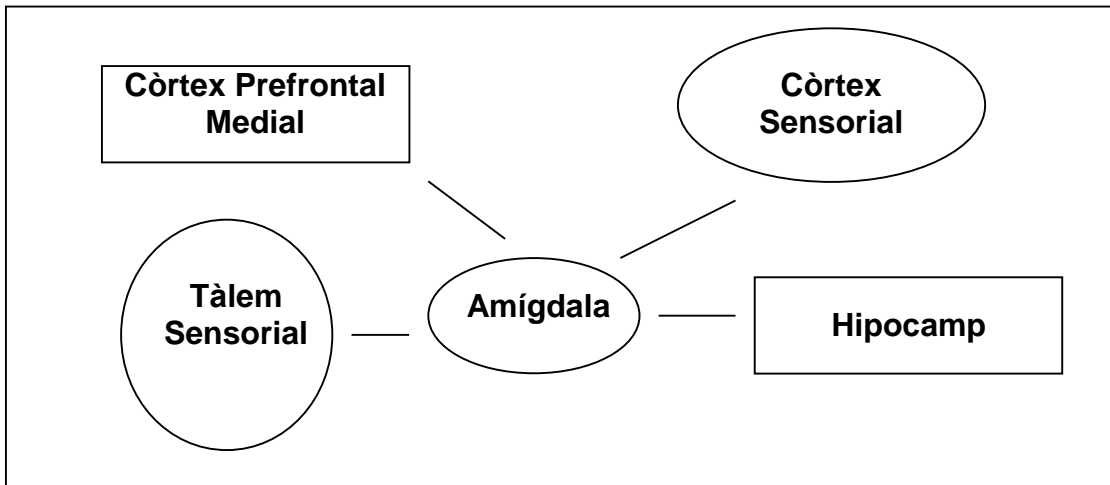 Còrtex Prefrontal
Medial
Còrtex
Sensorial
Tàlem
Sensorial
Amígdala
Hipocamp